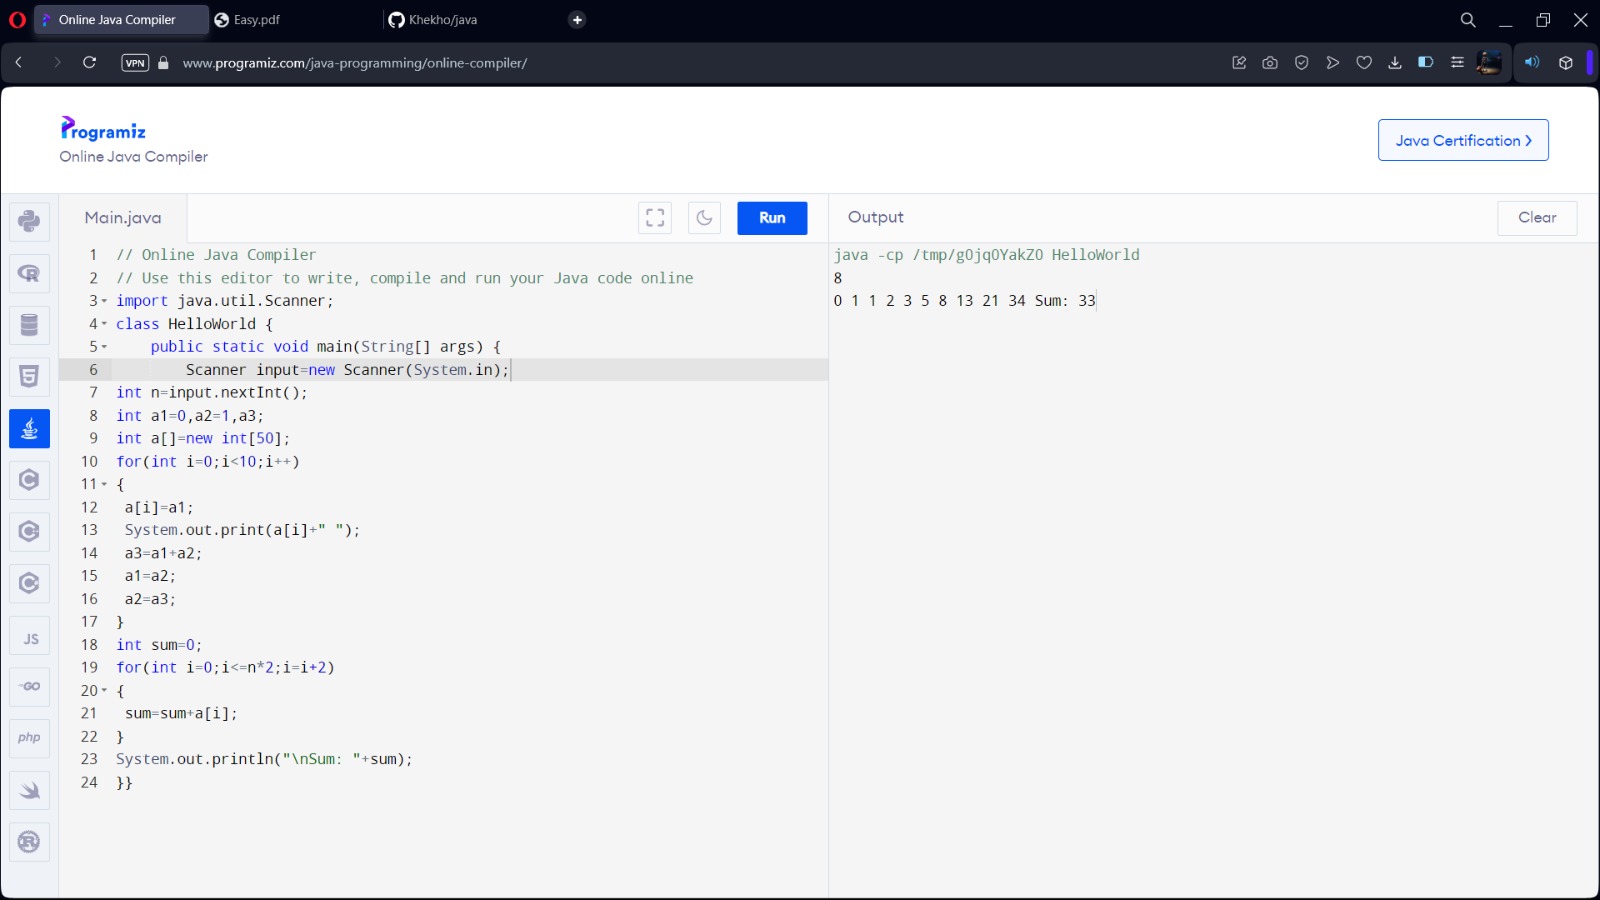 Online Java Compiler
Easy.pdf
Khekho/java
VPN
www.programiz.com/java-programming/online-compiler/
Programiz
Online Java Compiler
Java Certification
Main.java
Run
Output
Clear
1 // Online Java Compiler
2 // Use this editor to write, compile and run your Java code online
3 import java.util.Scanner;
4 class HelloWorld {
5 public static void main(String[] args) {
6 Scanner input=new Scanner(System.in);
7 int n=input.nextInt();
8 int a1=0,a2=1,a3;
9 int a[]=new int[50];
10 for(int i=0;i<10;i++)
11 {
12 a[i]=a1;
13 System.out.print(a[i]+" ");
14 a3=a1+a2;
15 a1=a2;
16 a2=a3;
17 }
18 int sum=0;
19 for(int i=0;i<=n*2;i=i+2)
20 {
21 sum=sum+a[i];
22 }
23 System.out.println("\nSum: "+sum);
24 }}
java -cp /tmp/g0jq0YakZ0 HelloWorld
8
0 1 1 2 3 5 8 13 21 34 Sum: 33
R
5
C
C
C
JS
GO
php
R